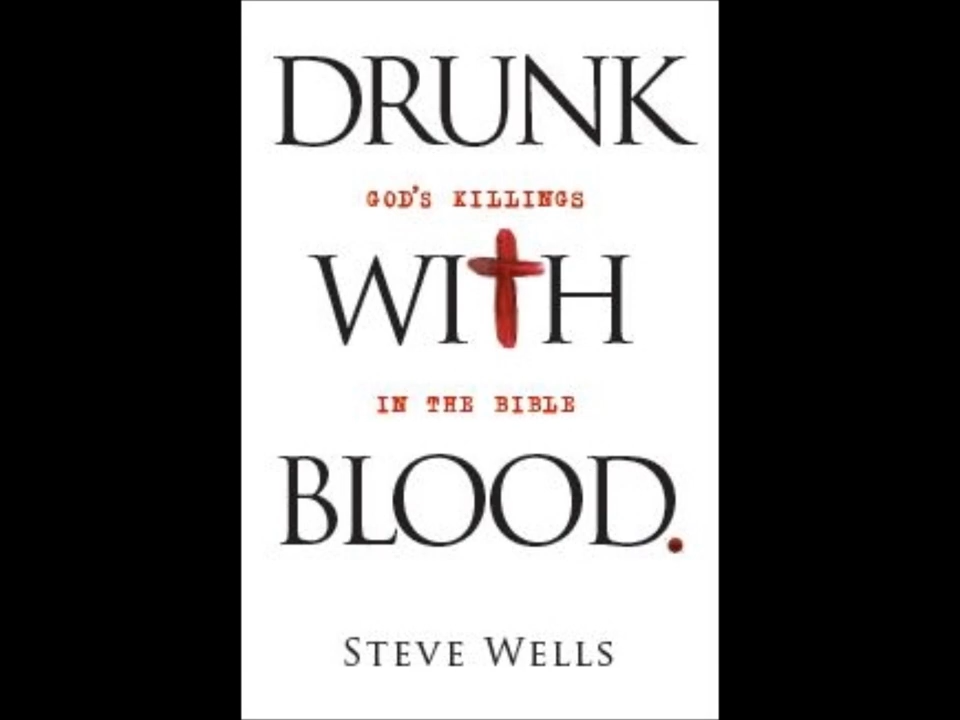 DRUNK
GOD'S KILLINGS
WITH
IN THE BIBLE
BLOOD.
STEVE WELLS